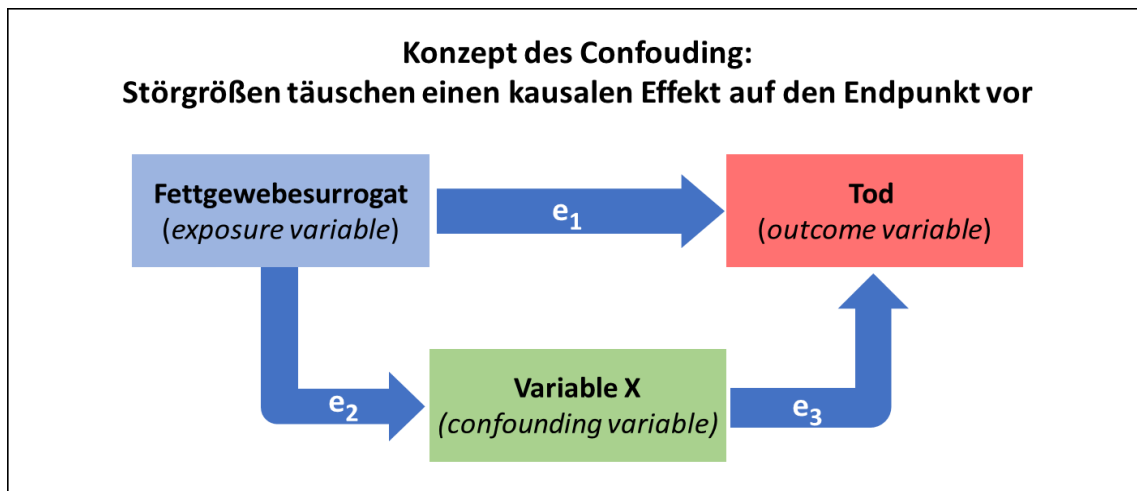 Konzept des Confouding:
Störgrößen täuschen einen kausalen Effekt auf den Endpunkt vor
Fettgewebesurrogat
(exposure variable)
e₁
Tod
(outcome variable)
e₂
Variable X
(confounding variable)
e₃